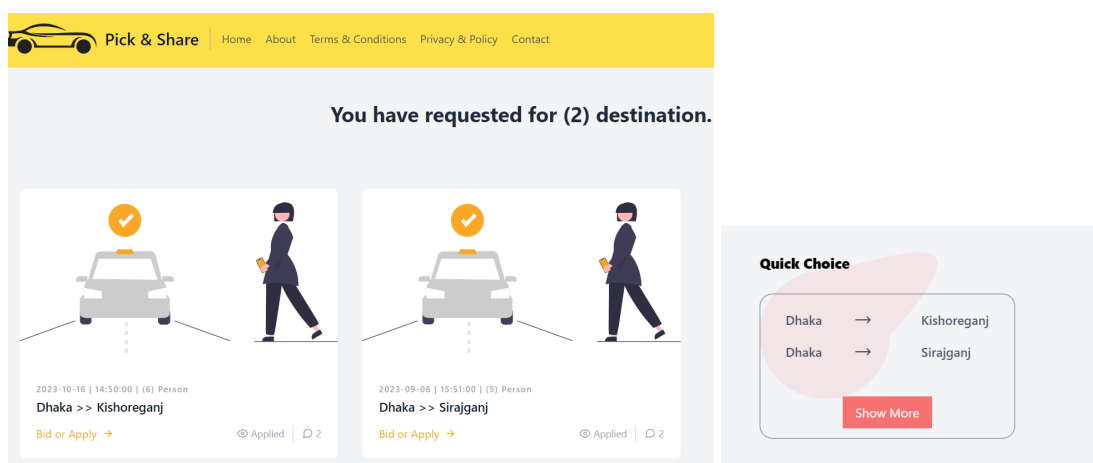 Pick & Share Home About Terms & Conditions Privacy & Policy Contact
You have requested for (2) destination.
2023-10-16 | 14:50:00 | (6) Person
Dhaka >> Kishoreganj
Bid or Apply → Applied 2
2023-09-06 | 15:51:00 | (5) Person
Dhaka >> Sirajganj
Bid or Apply → Applied 2
Quick Choice
Dhaka → Kishoreganj
Dhaka → Sirajganj
Show More